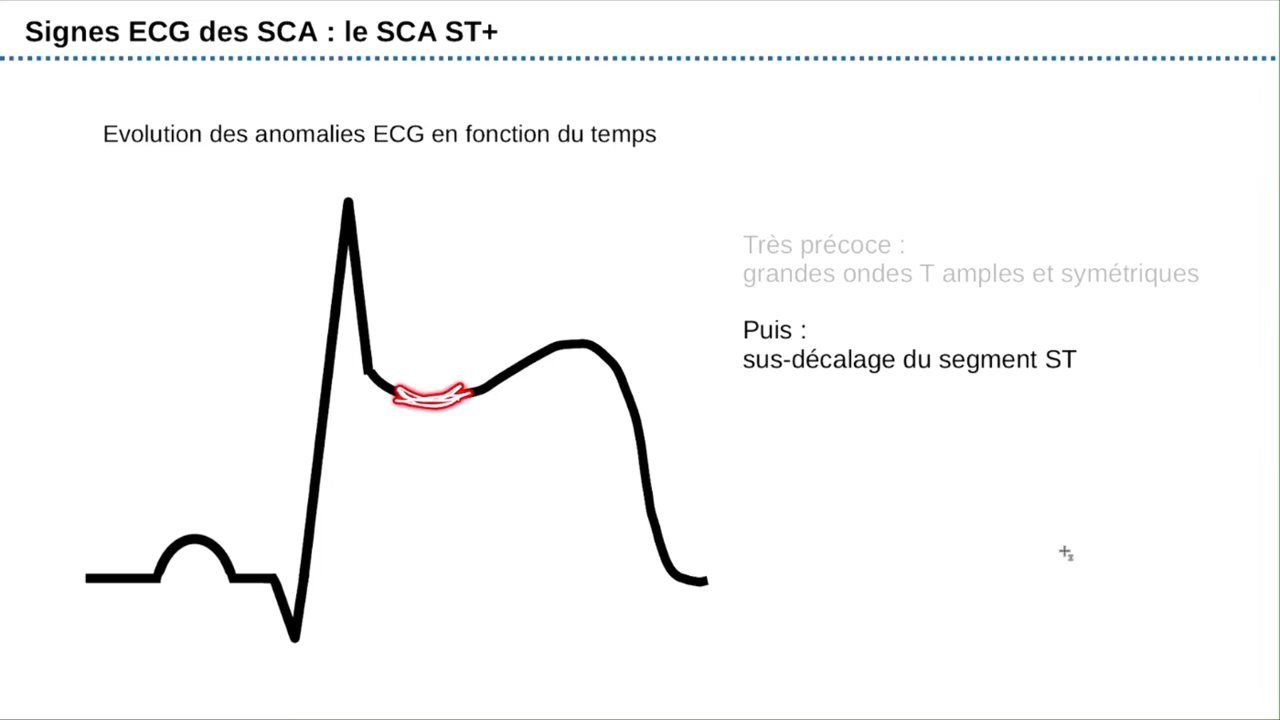 Signes ECG des SCA : le SCA ST+
Evolution des anomalies ECG en fonction du temps
Très précoce :
grandes ondes T amples et symétriques
Puis :
sus-décalage du segment ST